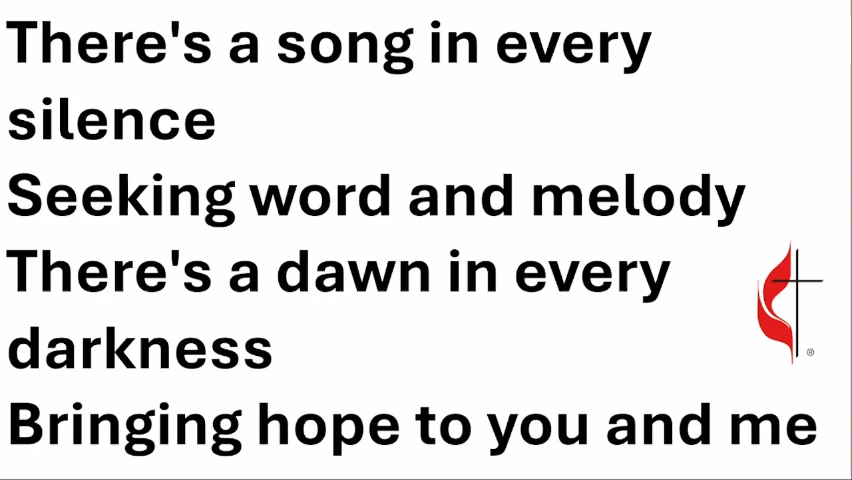 There's a song in every
silence
Seeking word and melody
There's a dawn in every
darkness
Bringing hope to you and me
®